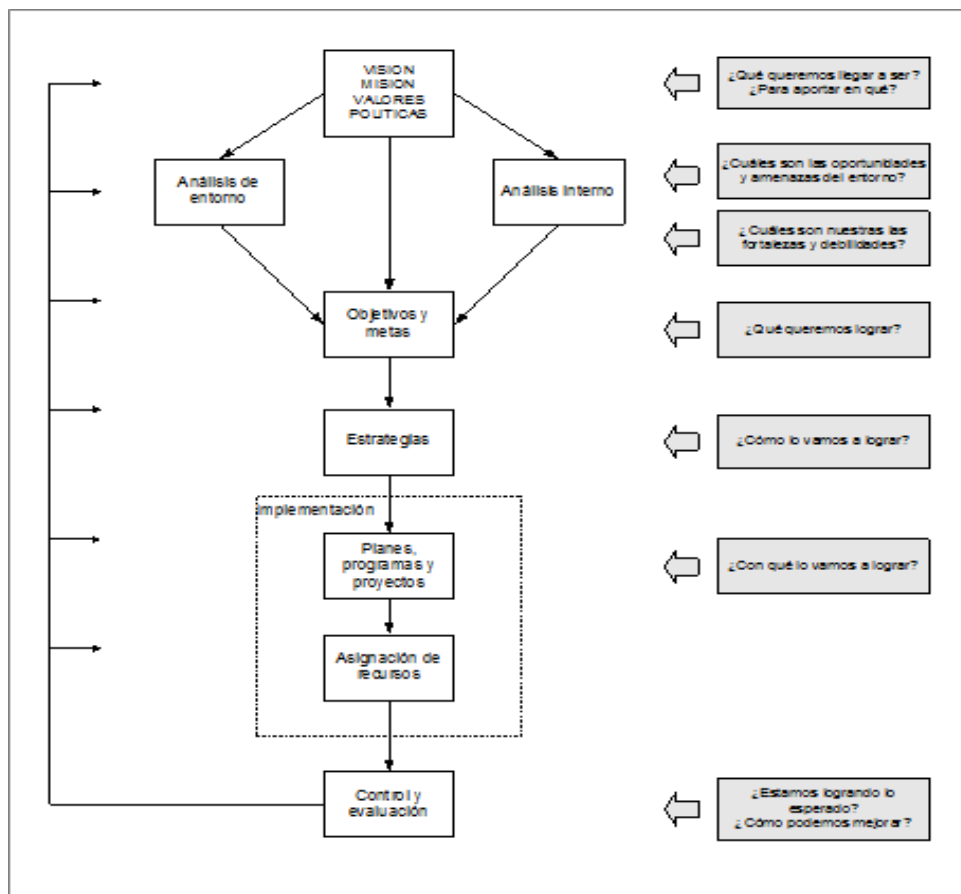 VISION
MISION
VALORES
POLITICAS
¿Qué queremos llegar a ser?
¿Para aportar en qué?
Análisis de
entorno
Análisis Interno
¿Cuáles son las oportunidades
y amenazas del entorno?
¿Cuáles son nuestras las
fortalezas y debilidades?
Objetivos y
metas
¿Qué queremos lograr?
Estrategias
¿Cómo lo vamos a lograr?
Implementación
Planes,
programas y
proyectos
¿Con qué lo vamos a lograr?
Asignación de
recursos
Control y
evaluación
¿Estamos logrando lo
esperado?
¿Cómo podemos mejorar?